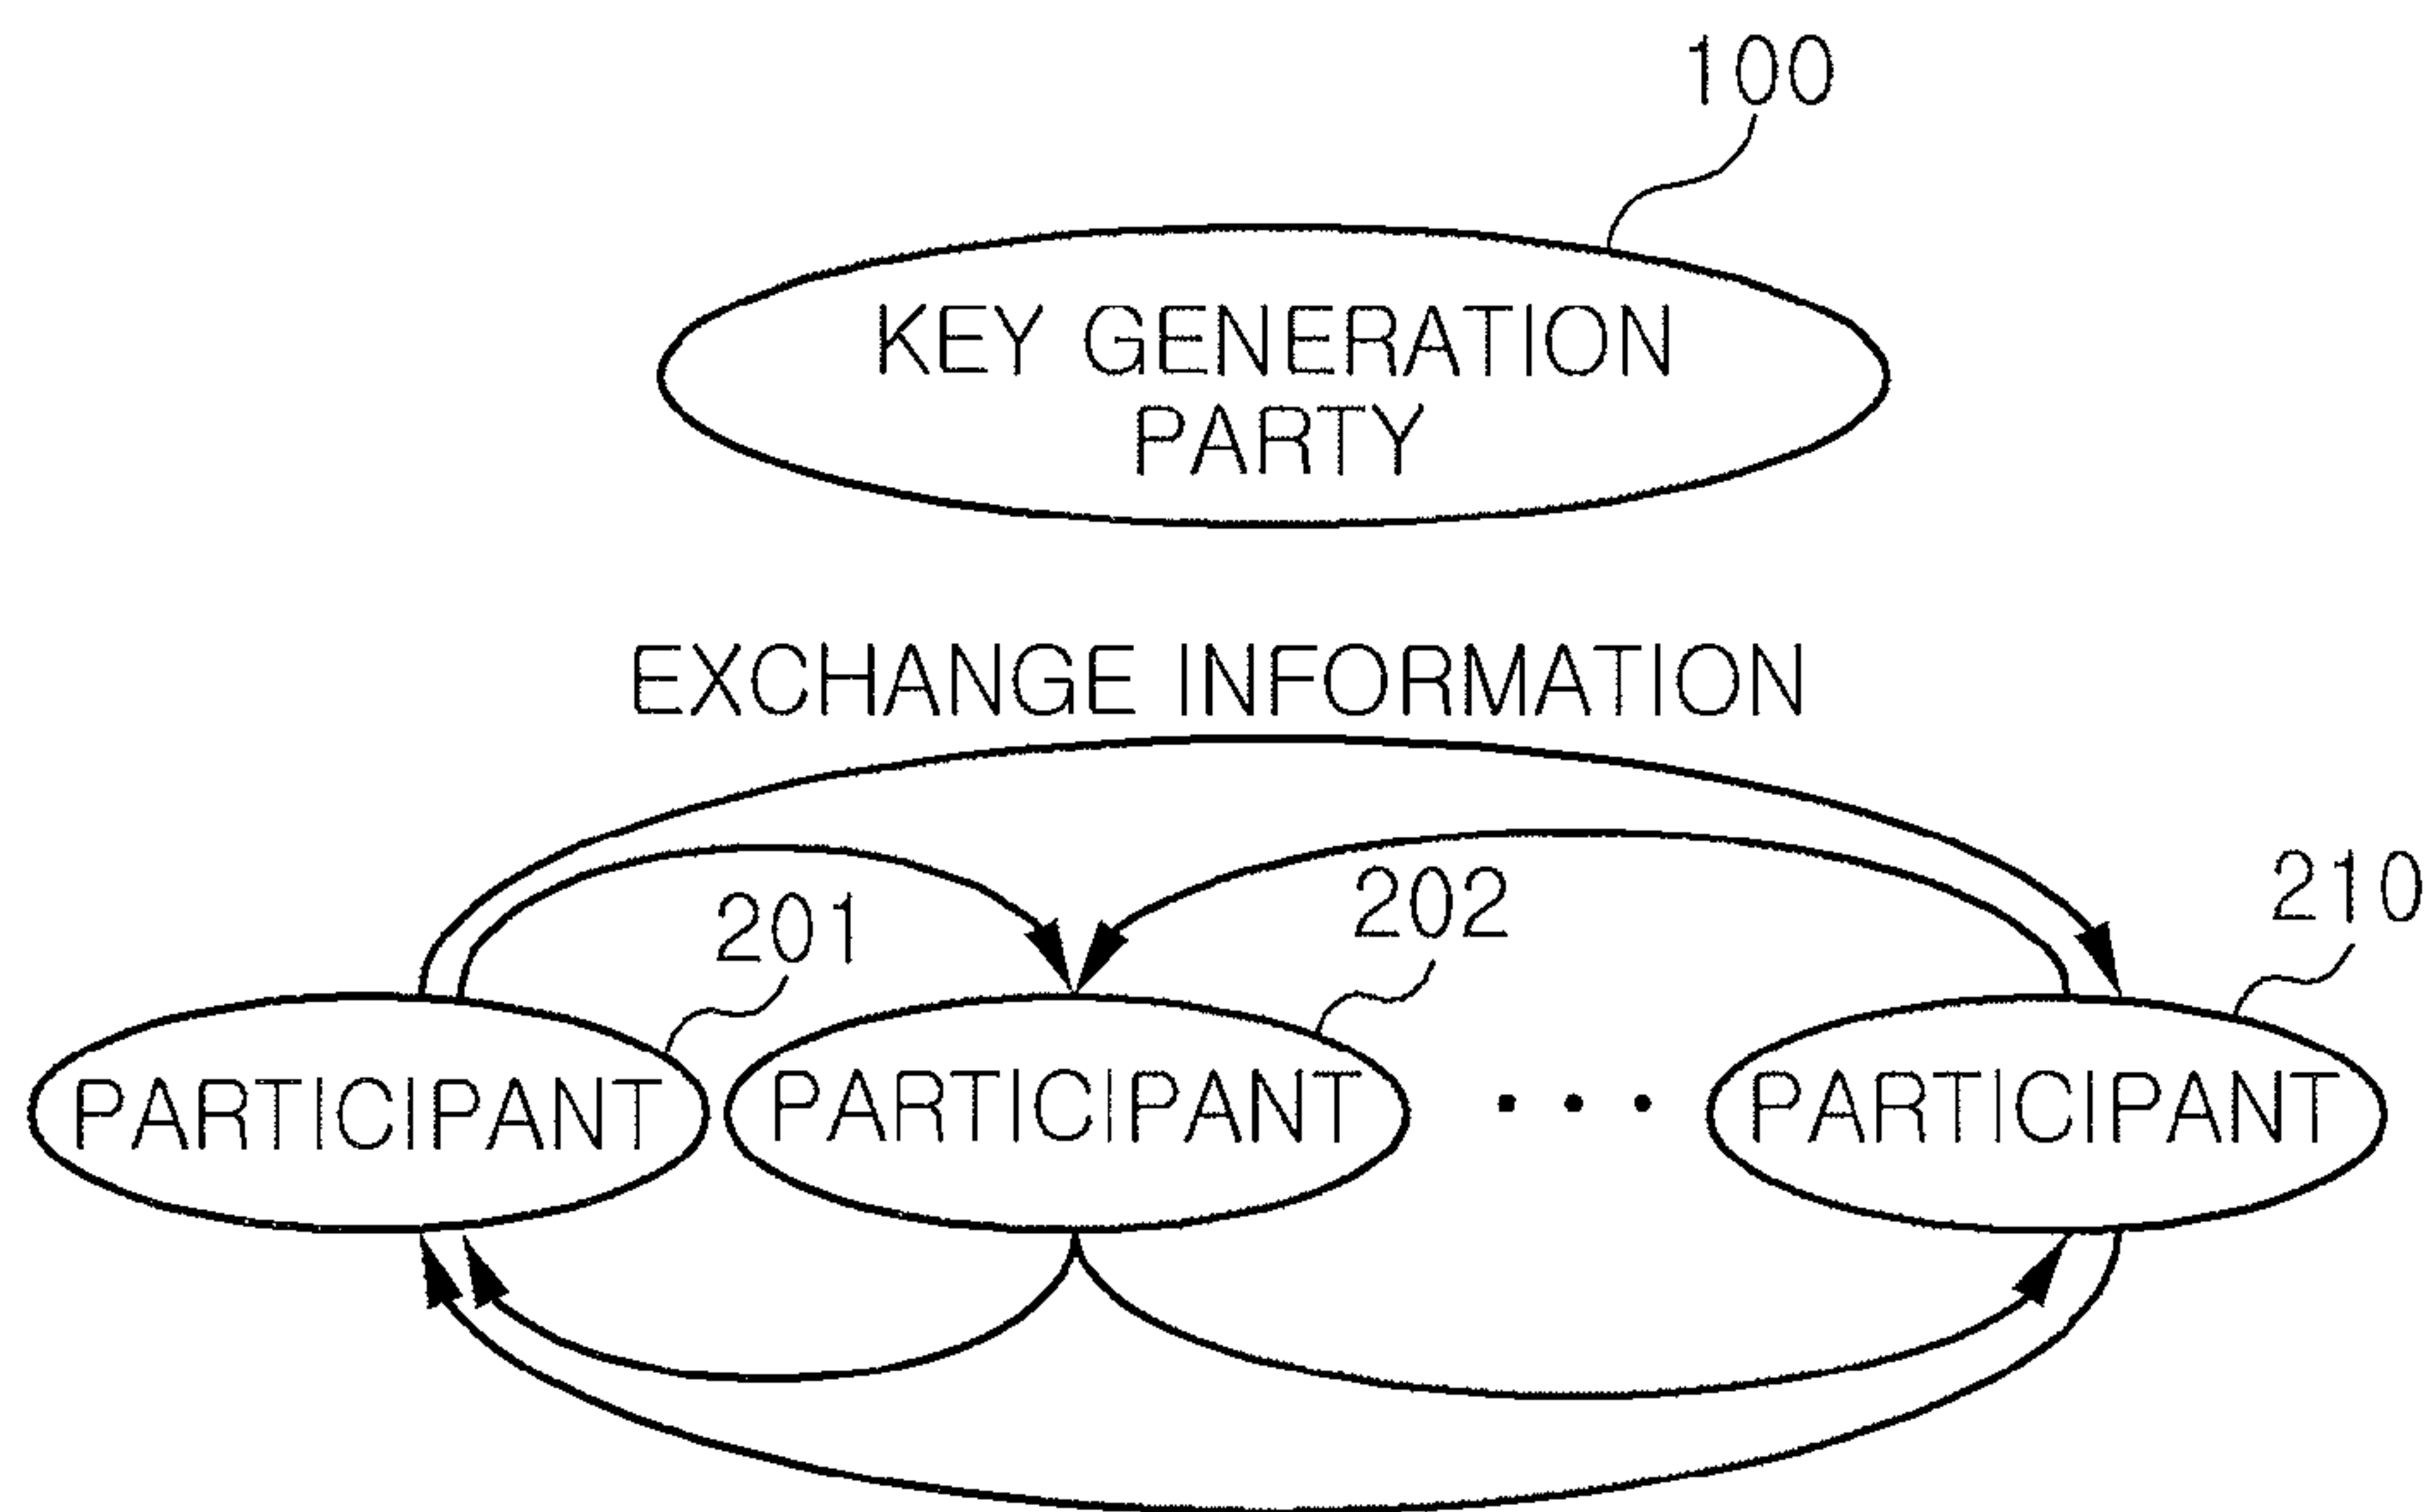 100
KEY GENERATION
PARTY
EXCHANGE INFORMATION
201
202
210
PARTICIPANT
PARTICIPANT
• • •
PARTICIPANT